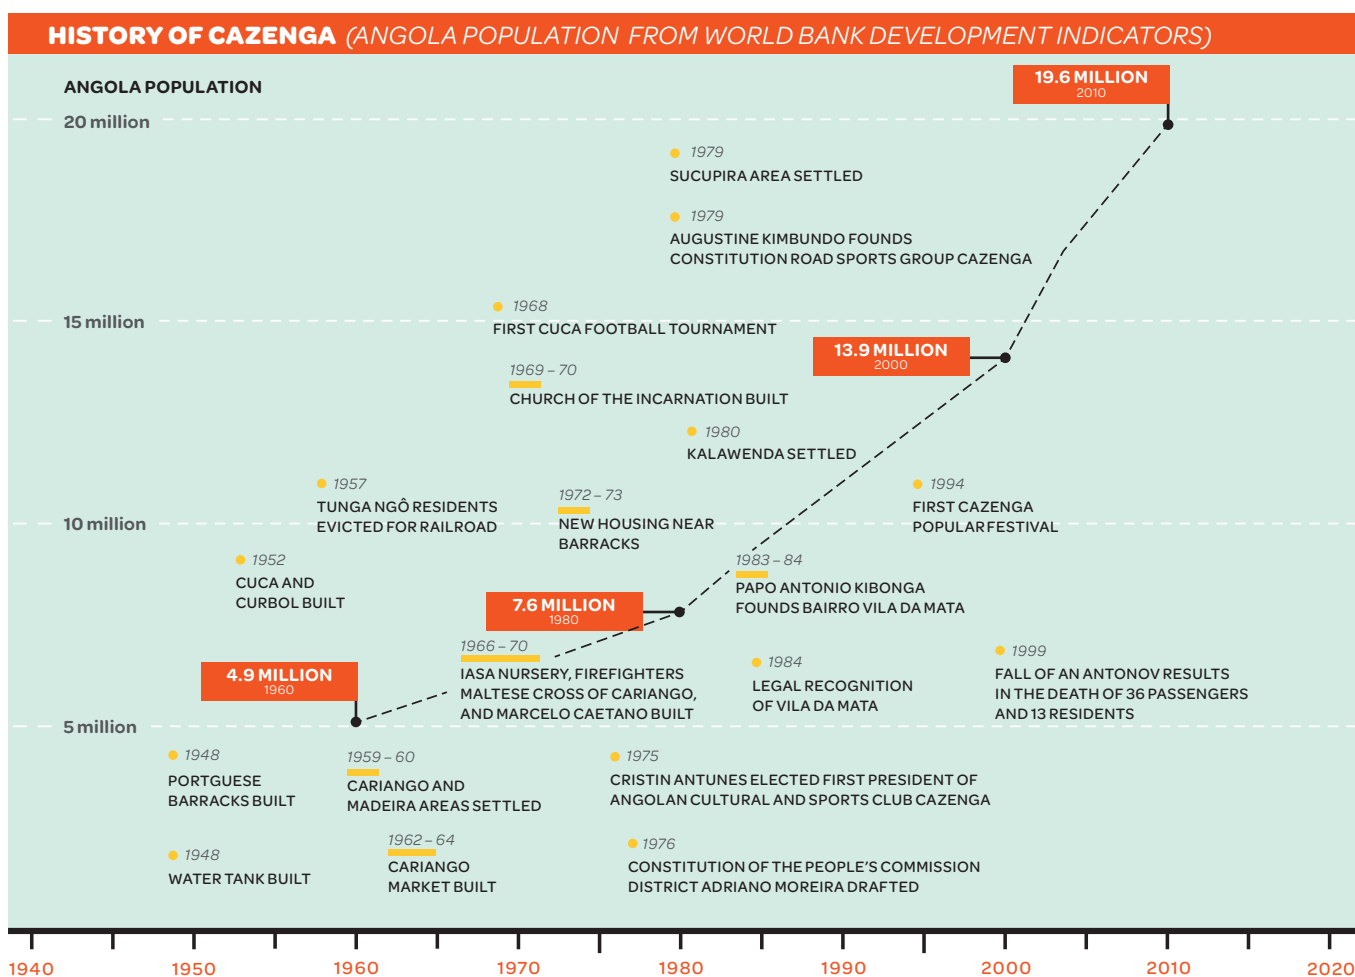 HISTORY OF CAZENGA (ANGOLA POPULATION FROM WORLD BANK DEVELOPMENT INDICATORS)
ANGOLA POPULATION
19.6 MILLION
2010
20 million
1979
SUCUPIRA AREA SETTLED
1979
AUGUSTINE KIMBUNDO FOUNDS
CONSTITUTION ROAD SPORTS GROUP CAZENGA
1968
FIRST CUCA FOOTBALL TOURNAMENT
15 million
13.9 MILLION
2000
1969 – 70
CHURCH OF THE INCARNATION BUILT
1980
KALAWENDA SETTLED
1957
TUNGA NGÔ RESIDENTS
EVICTED FOR RAILROAD
1972 – 73
NEW HOUSING NEAR
BARRACKS
1994
FIRST CAZENGA
POPULAR FESTIVAL
10 million
1952
CUCA AND
CURBOL BUILT
1983 – 84
PAPO ANTONIO KIBONGA
FOUNDS BAIRRO VILA DA MATA
7.6 MILLION
1980
1966 – 70
IASA NURSERY, FIREFIGHTERS
MALTESE CROSS OF CARIANGO,
AND MARCELO CAETANO BUILT
4.9 MILLION
1960
1984
LEGAL RECOGNITION
OF VILA DA MATA
1999
FALL OF AN ANTONOV RESULTS
IN THE DEATH OF 36 PASSENGERS
AND 13 RESIDENTS
5 million
1948
PORTGUESE
BARRACKS BUILT
1959 – 60
CARIANGO AND
MADEIRA AREAS SETTLED
1975
CRISTIN ANTUNES ELECTED FIRST PRESIDENT OF
ANGOLAN CULTURAL AND SPORTS CLUB CAZENGA
1948
WATER TANK BUILT
1962 – 64
CARIANGO
MARKET BUILT
1976
CONSTITUTION OF THE PEOPLE'S COMMISSION
DISTRICT ADRIANO MOREIRA DRAFTED
1940 1950 1960 1970 1980 1990 2000 2010 2020